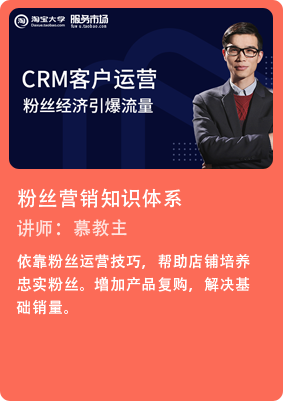 淘宝大学 服务市场
Daxue.taobao.com fuwu.taobao.com
CRM客户运营
粉丝经济引爆流量
粉丝营销知识体系
讲师：慕教主
依靠粉丝运营技巧，帮助店铺培养
忠实粉丝。增加产品复购，解决基
础销量。